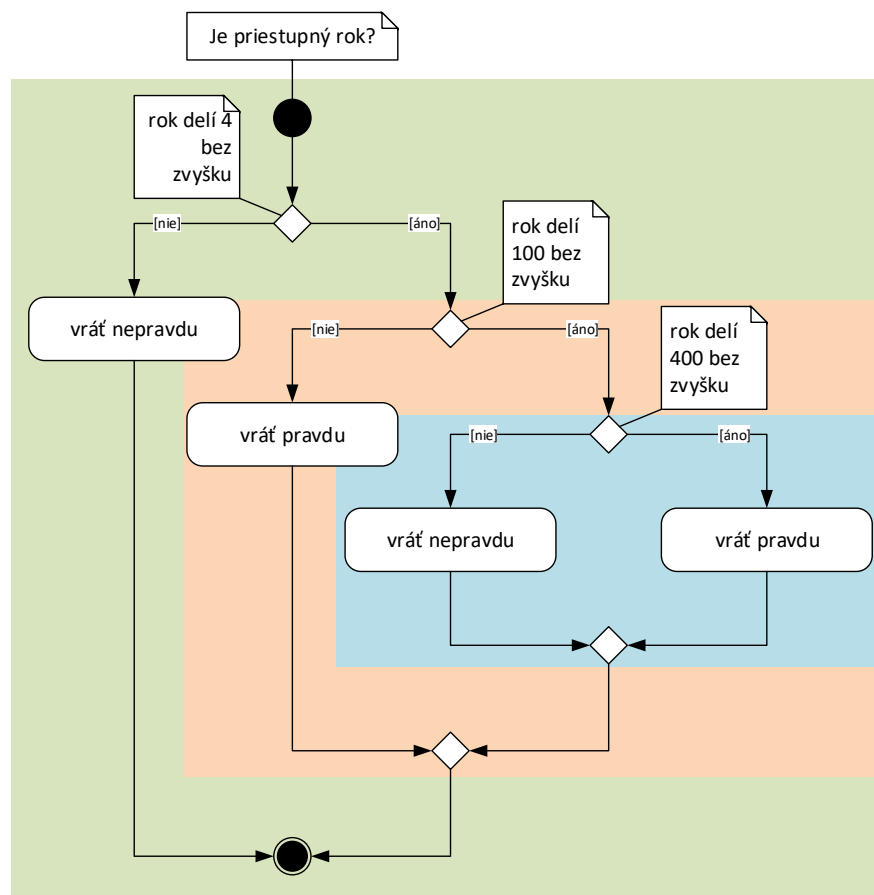 Je priestupný rok?
rok delí 4
bez
zvyšku
[nie]
[áno]
rok delí
100 bez
zvyšku
vráť nepravdu
[nie]
[áno]
rok delí
400 bez
zvyšku
vráť pravdu
[nie]
[áno]
vráť nepravdu
vráť pravdu